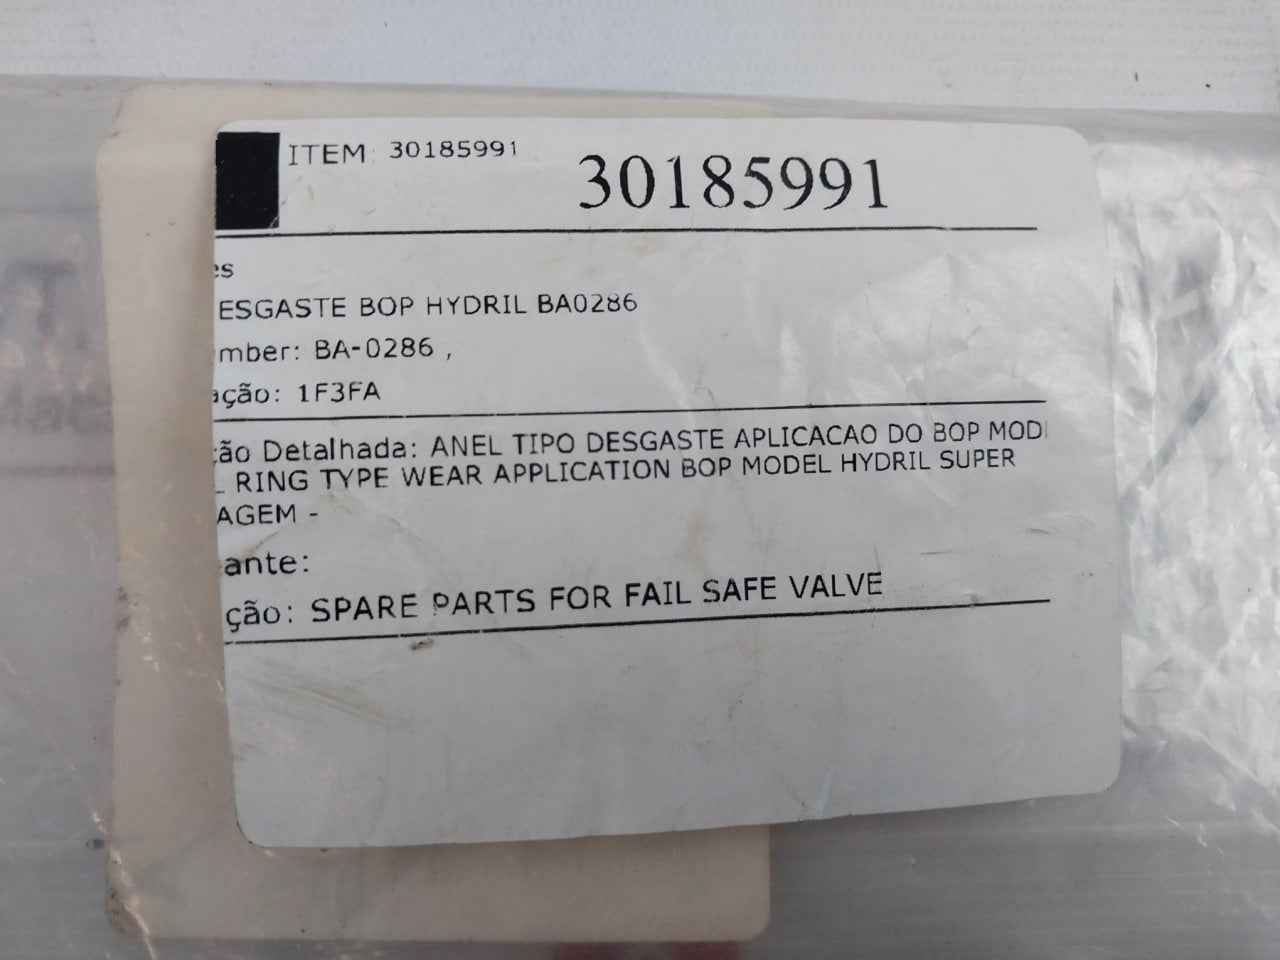 ITEM: 30185991
30185991
es
ESGASTE BOP HYDRIL BA0286
mber: BA-0286 ,
ação: 1F3FA
ção Detalhada: ANEL TIPO DESGASTE APLICACAO DO BOP MOD
L RING TYPE WEAR APPLICATION BOP MODEL HYDRIL SUPER
AGEM -
ante:
ção: SPARE PARTS FOR FAIL SAFE VALVE